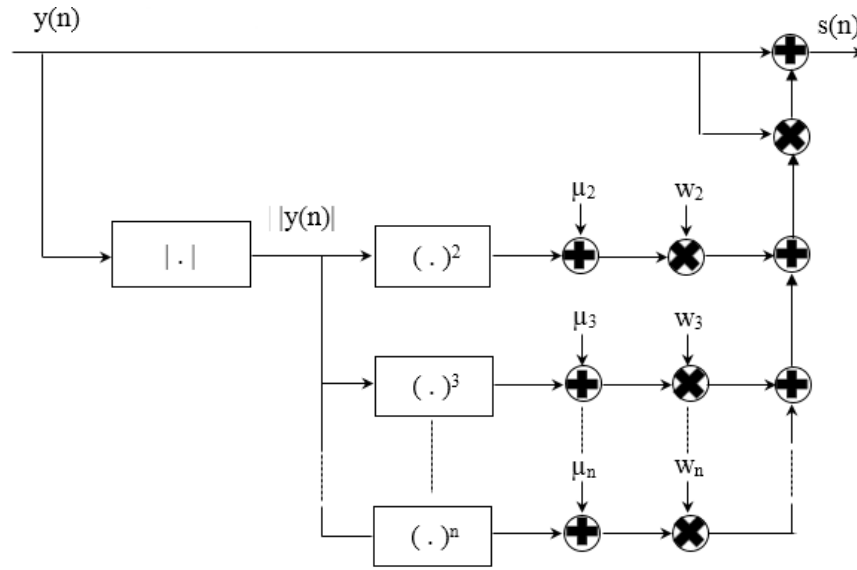 y(n)
s(n)
μ2
w2
| . |
|y(n)|
( . )²
μ3
w3
( . )³
μn
wn
( . )ⁿ